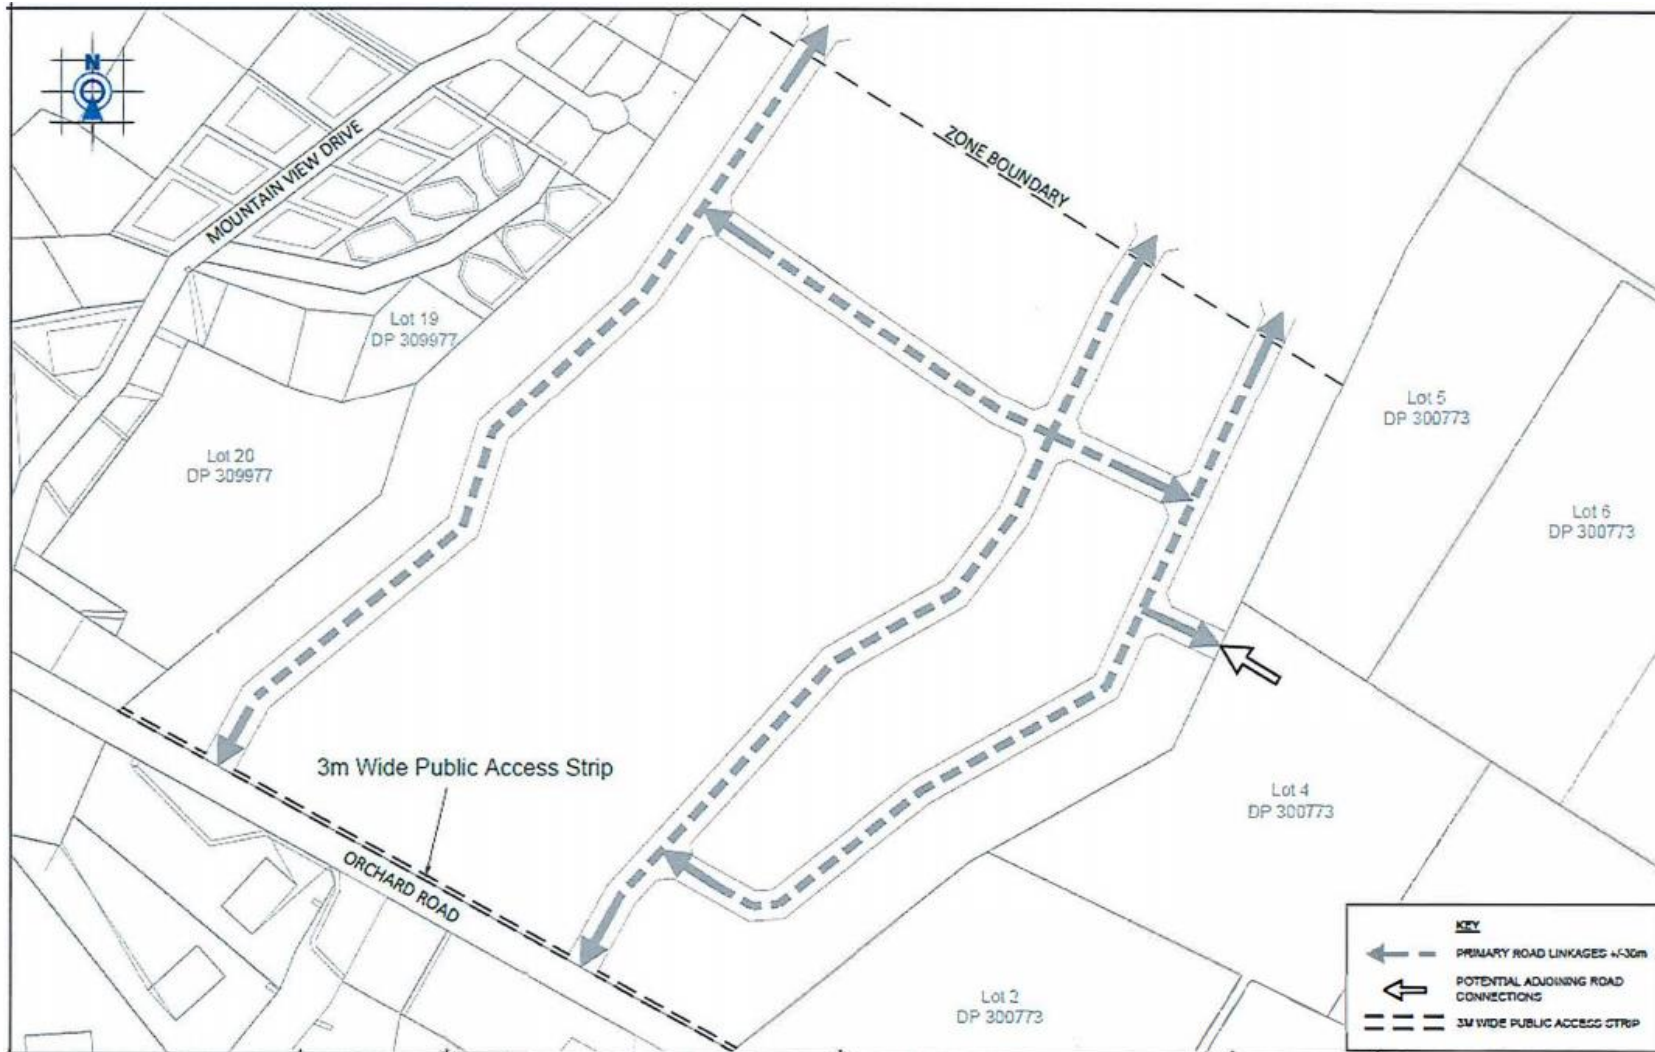 N
MOUNTAIN VIEW DRIVE
ZONE BOUNDARY
Lot 19
DP 309977
Lot 20
DP 309977
Lot 5
DP 300773
Lot 6
DP 300773
3m Wide Public Access Strip
Lot 4
DP 300773
ORCHARD ROAD
Lot 2
DP 300773
KEY
PRIMARY ROAD LINKAGES +/-30m
POTENTIAL ADJOINING ROAD
CONNECTIONS
3M WIDE PUBLIC ACCESS STRIP